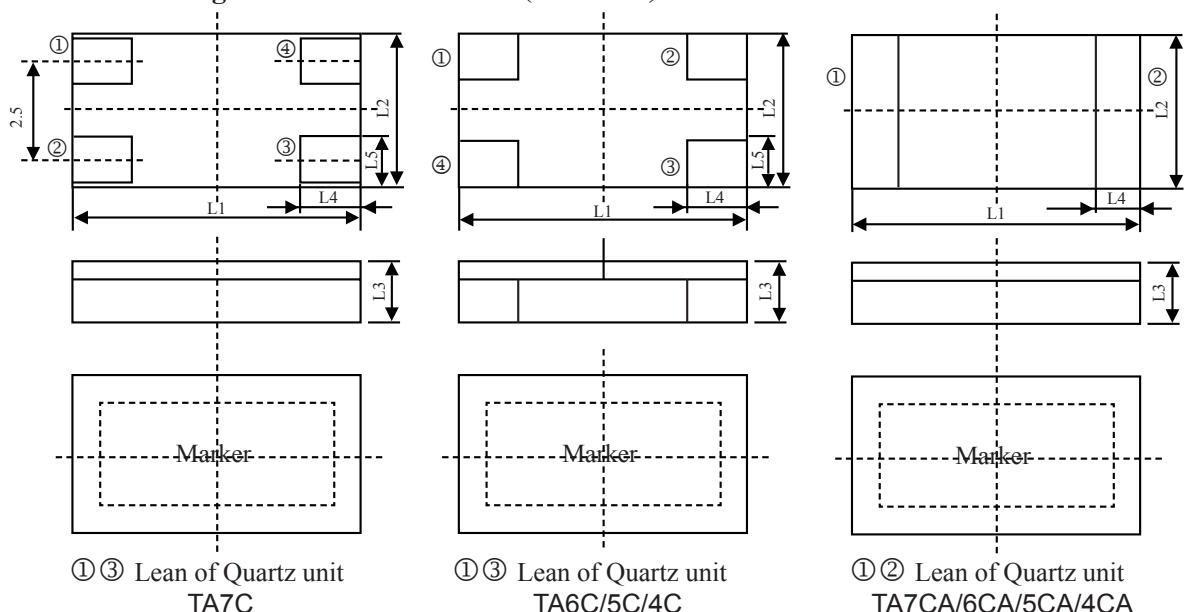 ① ④
2.5
L2
② ③
L5
L4
L1
L3
Marker
①③ Lean of Quartz unit
TA7C
① ②
L2
④ ③
L5
L4
L1
L3
Marker
①③ Lean of Quartz unit
TA6C/5C/4C
① ②
L2
L4
L1
L3
Marker
①② Lean of Quartz unit
TA7CA/6CA/5CA/4CA